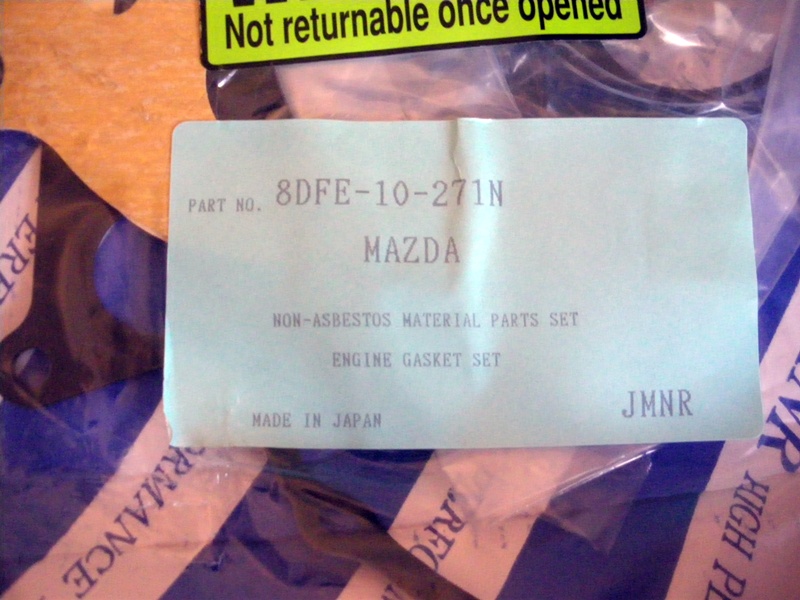 Not returnable once opened
PART NO. 8DFE-10-271N
MAZDA
NON-ASBESTOS MATERIAL PARTS SET
ENGINE GASKET SET
JMNR
MADE IN JAPAN
HIGH